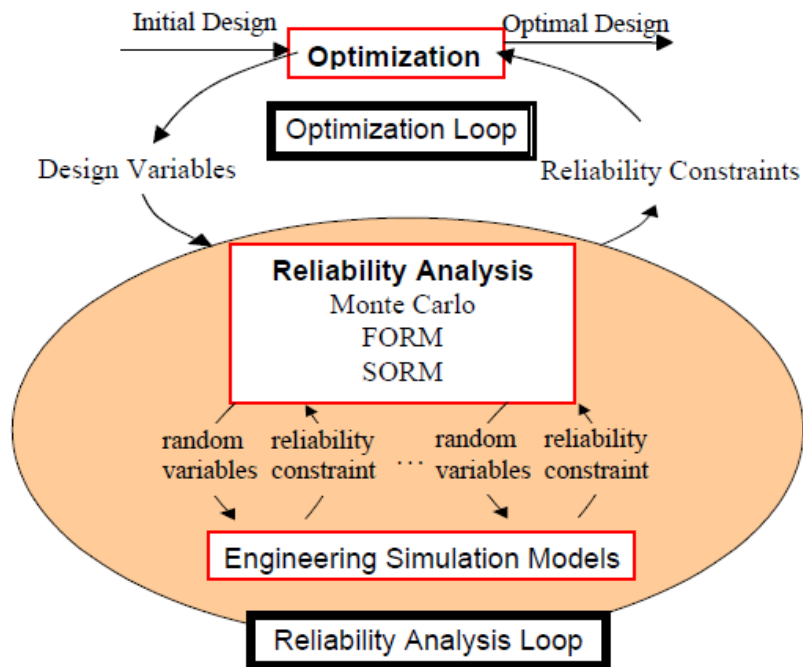 Initial Design
Optimal Design
Optimization
Optimization Loop
Design Variables
Reliability Constraints
Reliability Analysis
Monte Carlo
FORM
SORM
random reliability random reliability
variables constraint ... variables constraint
Engineering Simulation Models
Reliability Analysis Loop